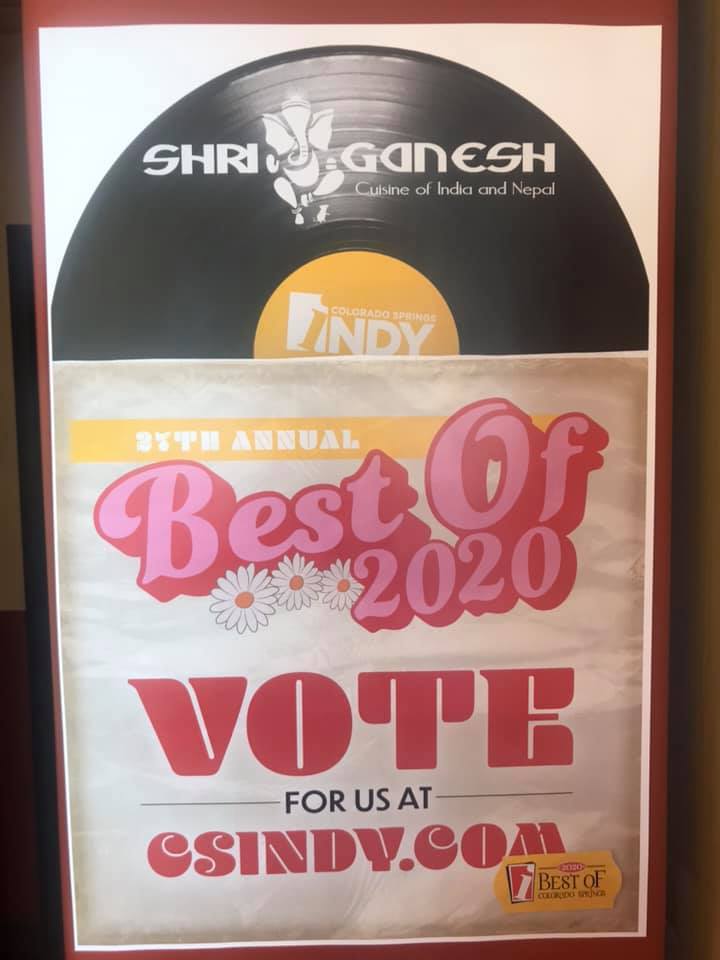 SHRI GANESH
Cuisine of India and Nepal
COLORADO SPRINGS
INDY
27TH ANNUAL
Best Of
2020
VOTE
FOR US AT
CSINDY.COM
2020
BEST OF
COLORADO SPRINGS